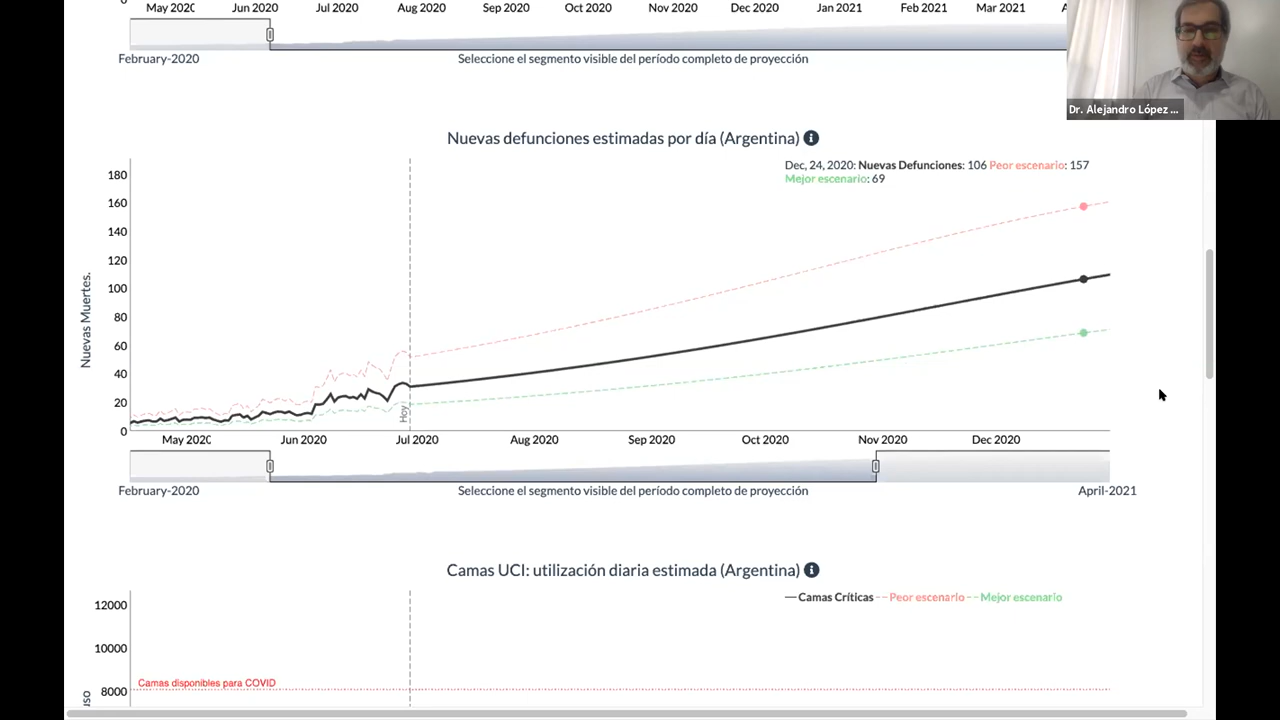 May 2020 Jun 2020 Jul 2020 Aug 2020 Sep 2020 Oct 2020 Nov 2020 Dec 2020 Jan 2021 Feb 2021 Mar 2021
February-2020 Seleccione el segmento visible del período completo de proyección
Dr. Alejandro López ...
Nuevas defunciones estimadas por día (Argentina)
Dec, 24, 2020: Nuevas Defunciones: 106 Peor escenario: 157
Mejor escenario: 69
180
160
140
120
100
80
60
40
20
0
Nuevas Muertes.
Hoy
May 2020 Jun 2020 Jul 2020 Aug 2020 Sep 2020 Oct 2020 Nov 2020 Dec 2020
February-2020 Seleccione el segmento visible del período completo de proyección April-2021
Camas UCI: utilización diaria estimada (Argentina)
Camas Críticas Peor escenario Mejor escenario
12000
10000
8000
Camas disponibles para COVID